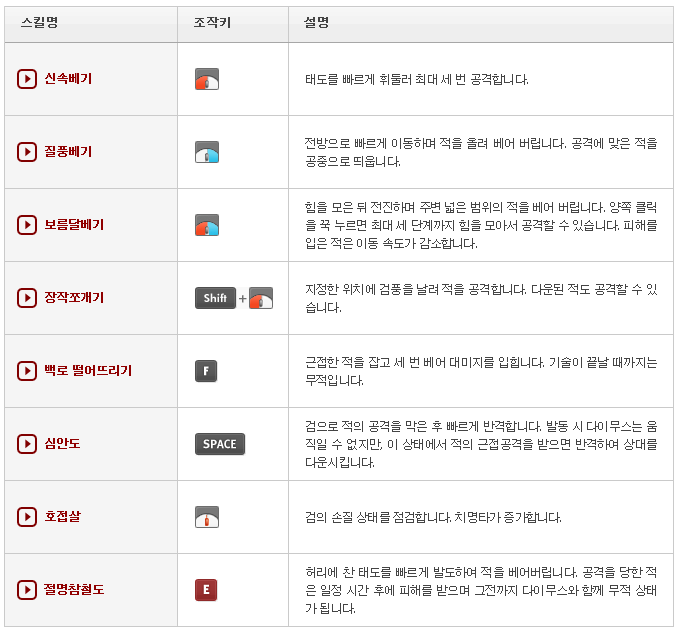 스킬명 조작키 설명
신속베기 태도를 빠르게 휘둘러 최대 세 번 공격합니다.
질풍베기 전방으로 빠르게 이동하며 적을 올려 베어 버립니다. 공격에 맞은 적을
공중으로 띄웁니다.
보름달베기 힘을 모은 뒤 전진하며 주변 넓은 범위의 적을 베어 버립니다. 양쪽 클릭
을 꾹 누르면 최대 세 단계까지 힘을 모아서 공격할 수 있습니다. 피해를
입은 적은 이동 속도가 감소합니다.
장작쪼개기 Shift + 지정한 위치에 검풍을 날려 적을 공격합니다. 다운된 적도 공격할 수 있
습니다.
백로 떨어뜨리기 F 근접한 적을 잡고 세 번 베어 대미지를 입힙니다. 기술이 끝날 때까지는
무적입니다.
심안도 SPACE 검으로 적의 공격을 막은 후 빠르게 반격합니다. 발동 시 다이무스는 움
직일 수 없지만, 이 상태에서 적의 근접공격을 받으면 반격하여 상대를
다운시킵니다.
호접살 검의 손질 상태를 점검합니다. 치명타가 증가합니다.
절명참철도 E 허리에 찬 태도를 빠르게 발도하여 적을 베어버립니다. 공격을 당한 적
은 일정 시간 후에 피해를 받으며 그전까지 다이무스와 함께 무적 상태
가 됩니다.